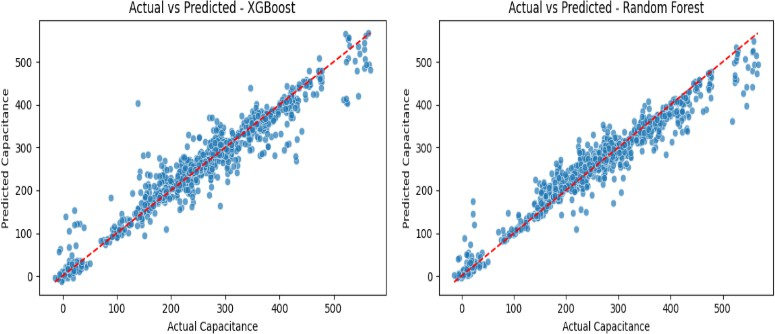 Actual vs Predicted - XGBoost
Predicted Capacitance
500
400
300
200
100
0
0 100 200 300 400 500
Actual Capacitance
Actual vs Predicted - Random Forest
Predicted Capacitance
500
400
300
200
100
0
0 100 200 300 400 500
Actual Capacitance